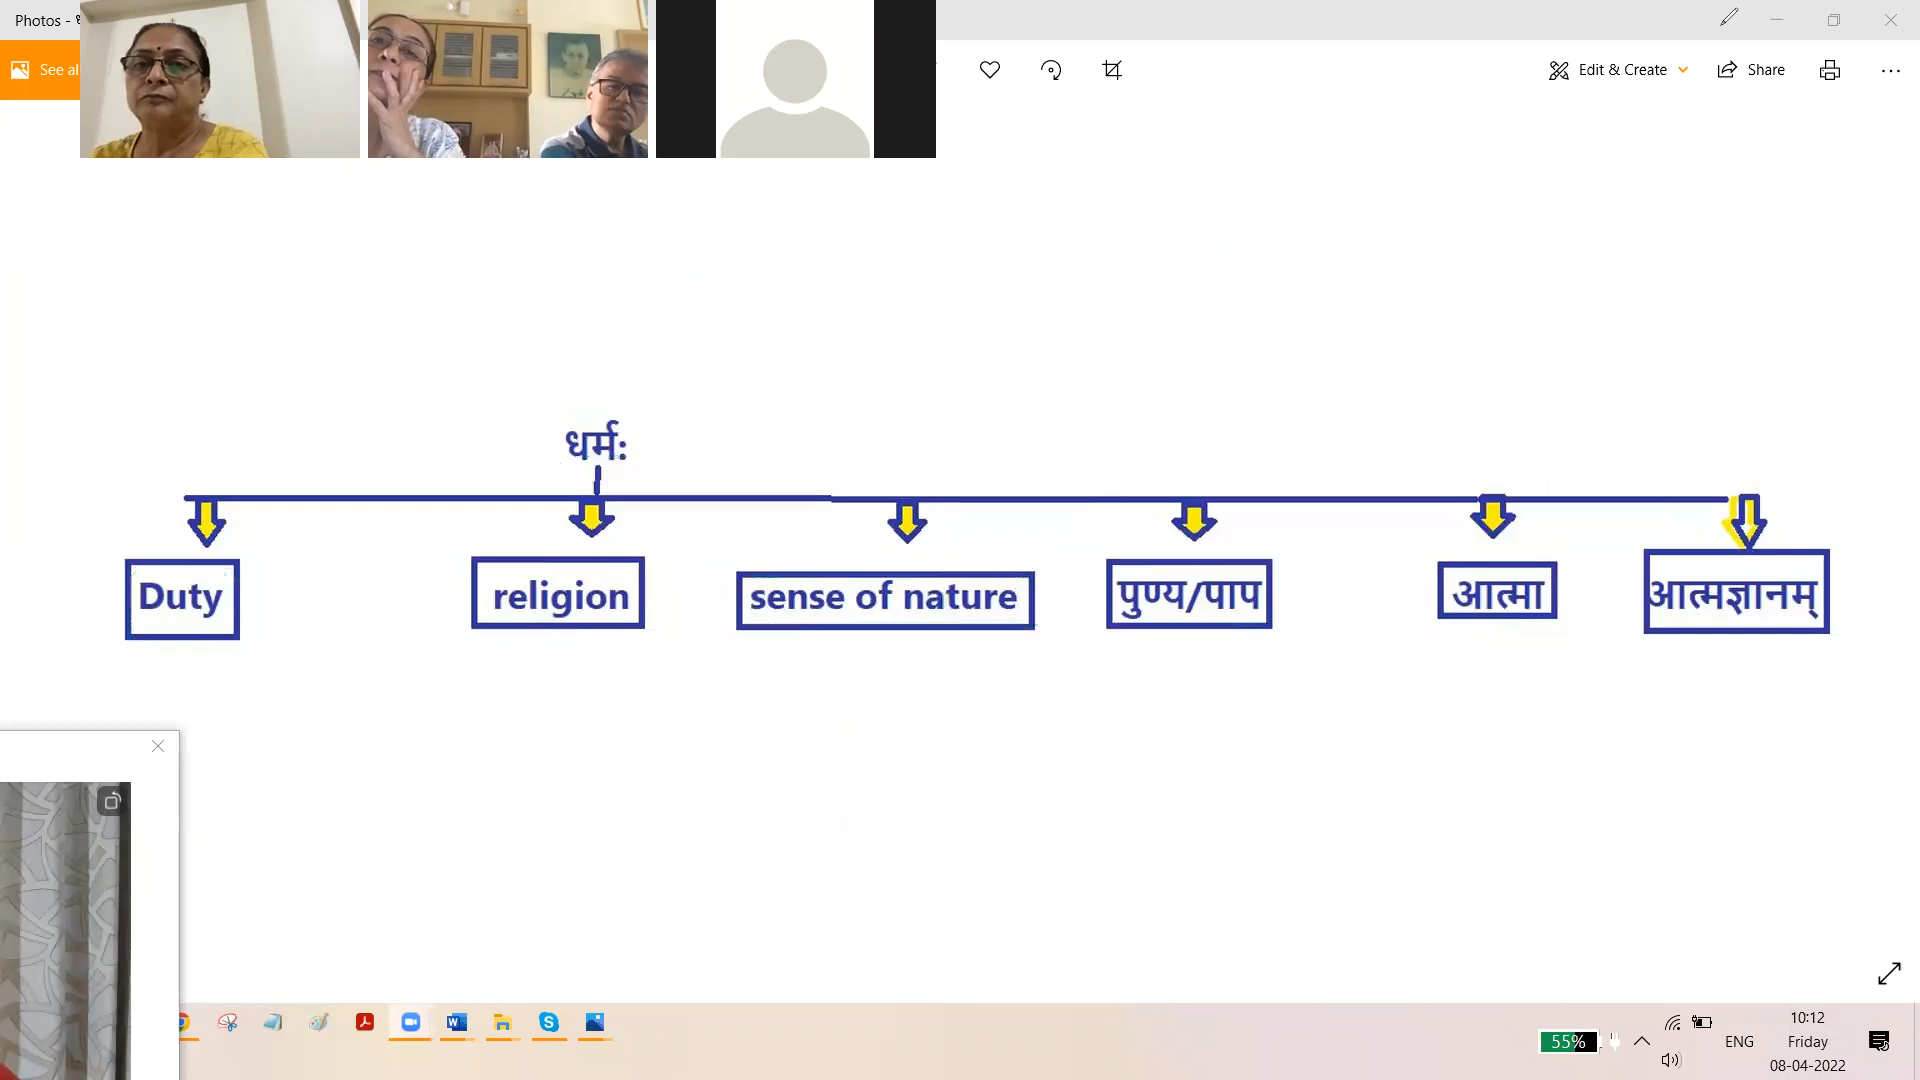 Photos -
See al
Edit & Create
Share
धर्म:
Duty
religion
sense of nature
पुण्य/पाप
आत्मा
आत्मज्ञानम्
55%
ENG
10:12
Friday
08-04-2022